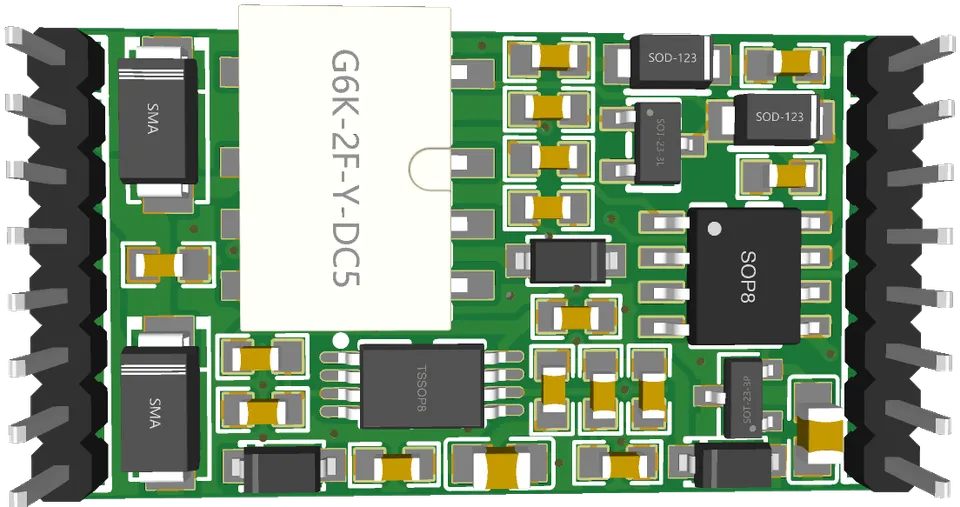 SMA
G6K-2F-Y-DC5
SOD-123
SOT-23-3L
SOD-123
SOP8
TSSOP8
SMA
SOT-23-3P